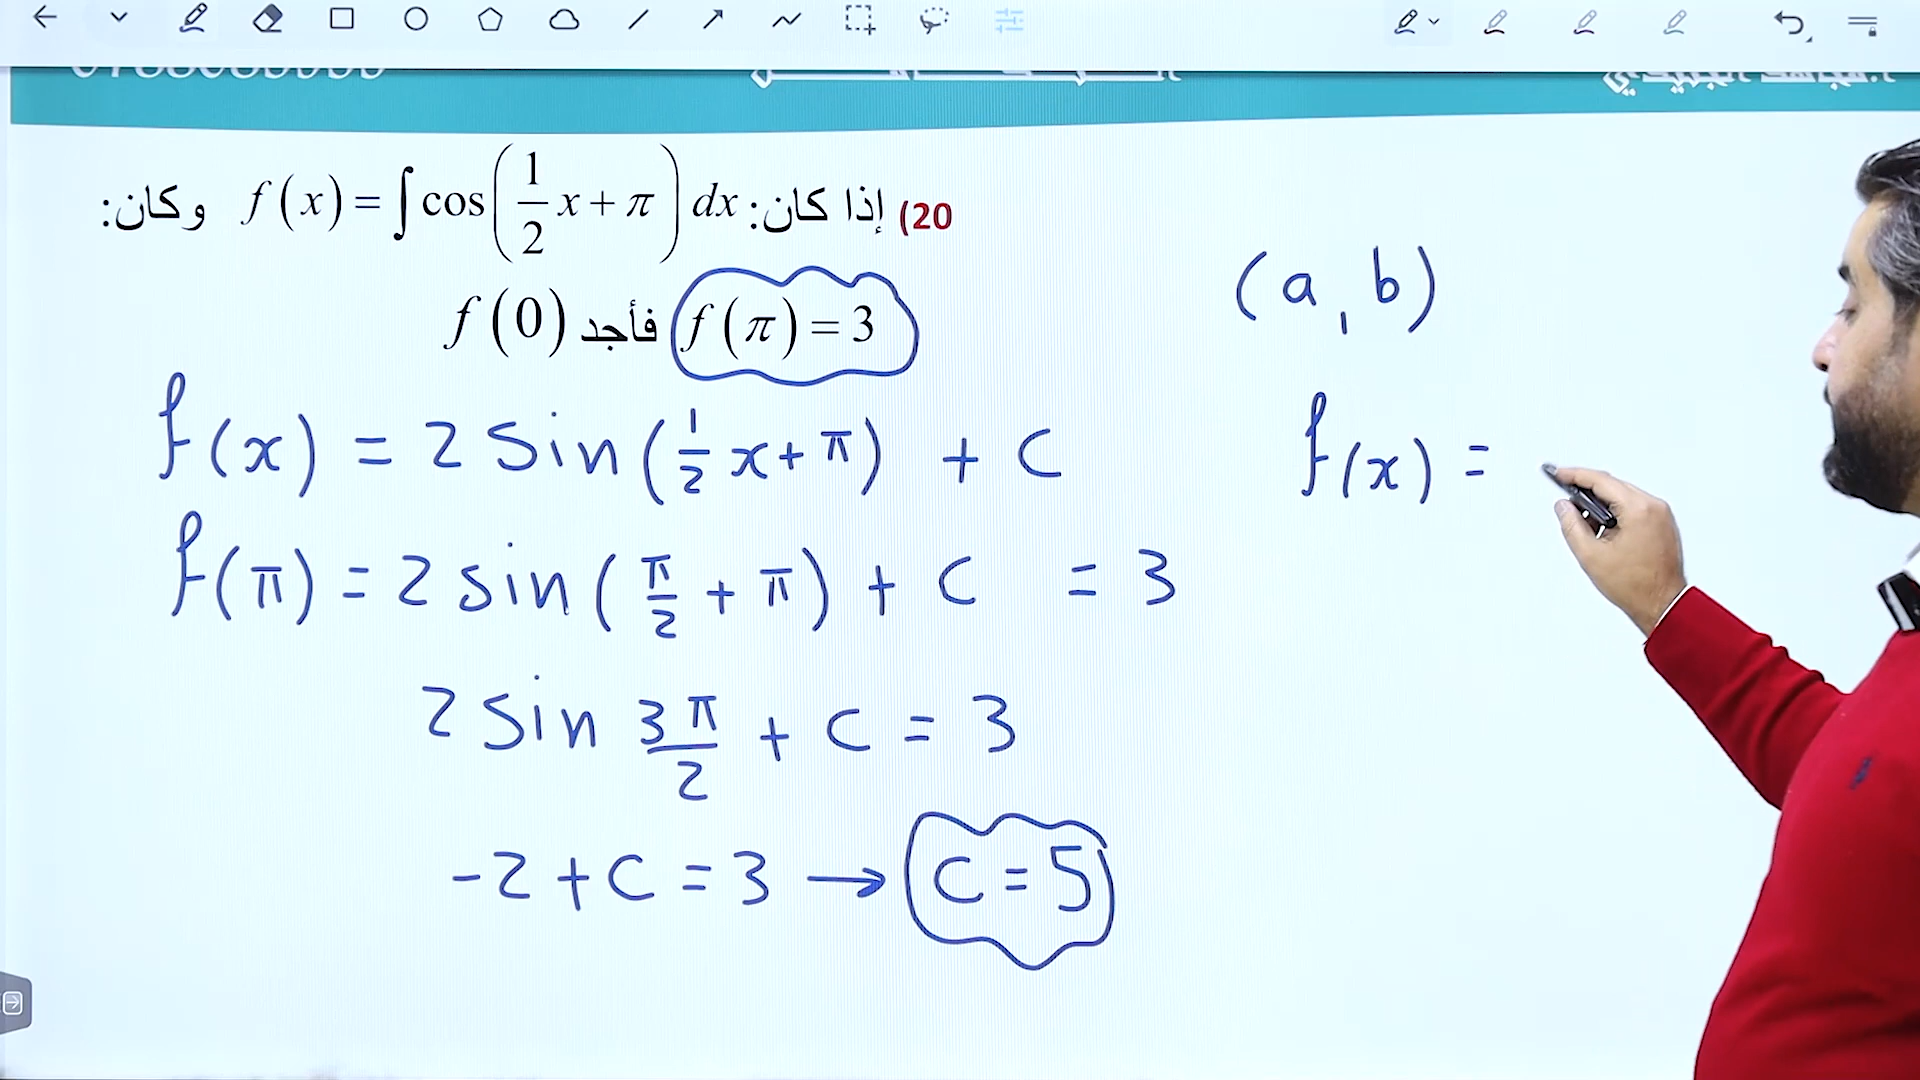 20) إذا كان: f(x) = ∫ cos(1/2 x + π) dx وكان:
f(π) = 3 فأجد f(0)
(a, b)
f(x) = 2 Sin(1/2 x + π) + C
f(x) =
f(π) = 2 sin(π/2 + π) + C = 3
2 Sin 3π/2 + C = 3
-2 + C = 3 → C = 5